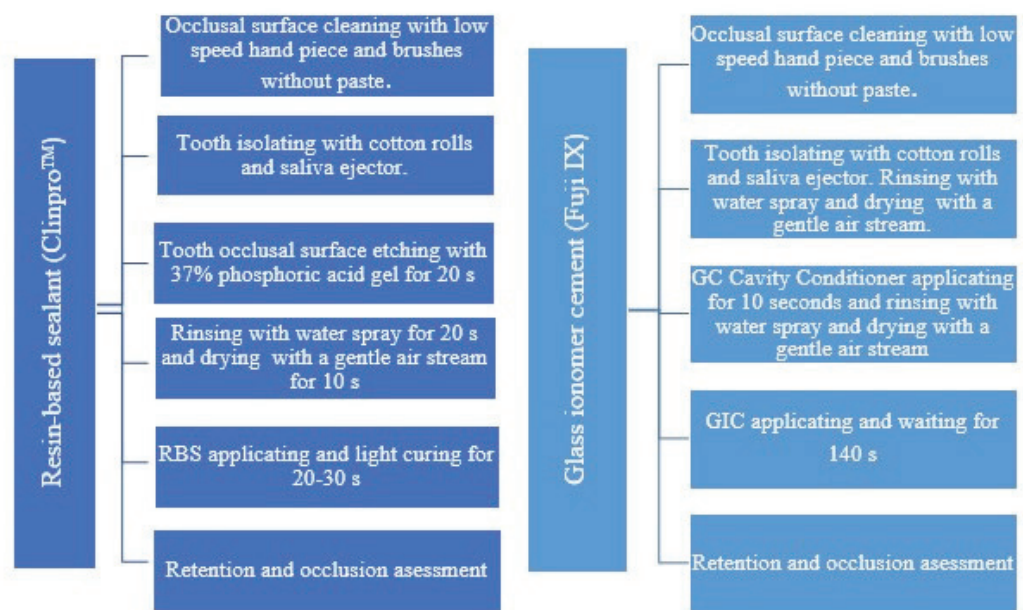 Resin-based sealant (Clinpro™)
Occlusal surface cleaning with low
speed hand piece and brushes
without paste.
Tooth isolating with cotton rolls
and saliva ejector.
Tooth occlusal surface etching with
37% phosphoric acid gel for 20 s
Rinsing with water spray for 20 s
and drying with a gentle air stream
for 10 s
RBS applicating and light curing for
20-30 s
Retention and occlusion asessment
Glass ionomer cement (Fuji IX)
Occlusal surface cleaning with low
speed hand piece and brushes
without paste.
Tooth isolating with cotton rolls
and saliva ejector. Rinsing with
water spray and drying with a
gentle air stream.
GC Cavity Conditioner applicating
for 10 seconds and rinsing with
water spray and drying with a
gentle air stream
GIC applicating and waiting for
140 s
Retention and occlusion asessment